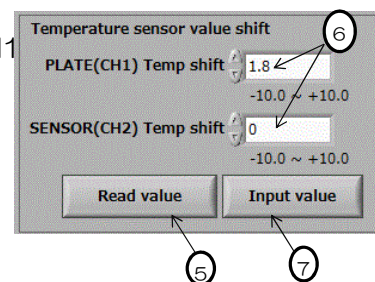 Temperature sensor value shift
6
PLATE(CH1) Temp shift 1.8
-10.0 ~ +10.0
SENSOR(CH2) Temp shift 0
-10.0 ~ +10.0
Read value Input value
5 7